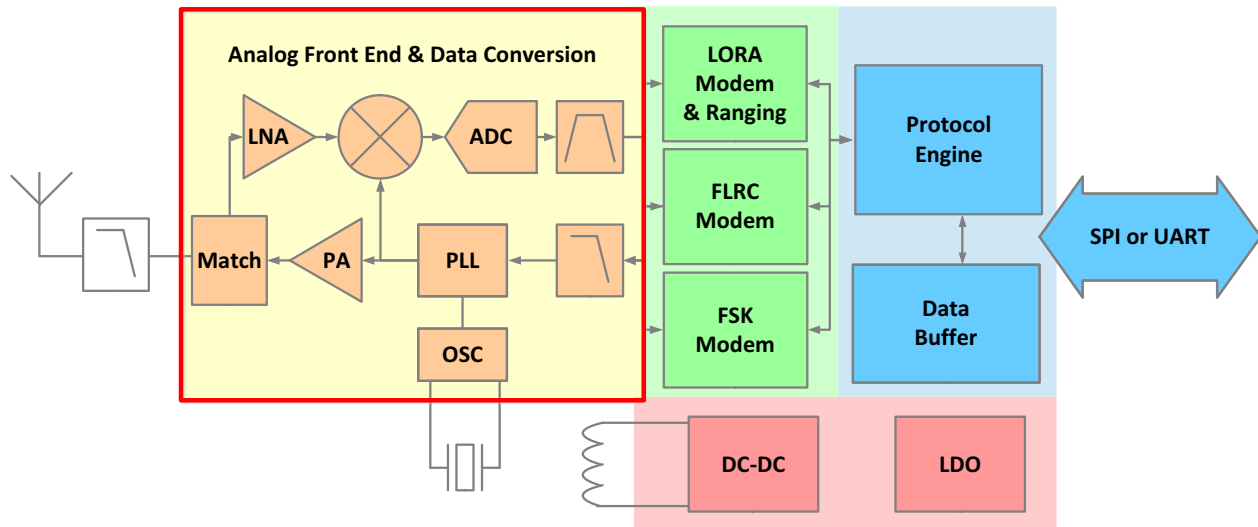 Analog Front End & Data Conversion
LNA
ADC
Match
PA
PLL
OSC
LORA
Modem
& Ranging
FLRC
Modem
FSK
Modem
Protocol
Engine
Data
Buffer
SPI or UART
DC-DC
LDO